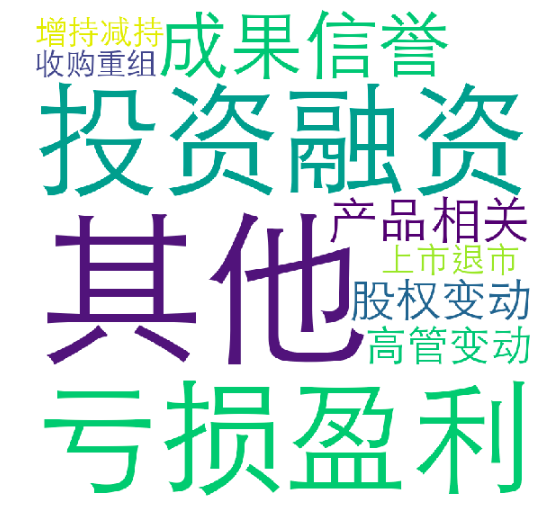 增持减持
成果信誉
收购重组
投资融资
其他
产品相关
上市退市
股权变动
高管变动
亏损盈利